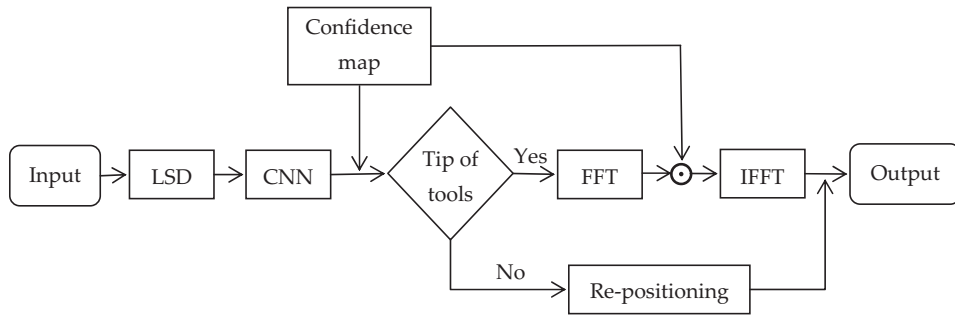 Confidence
map
Input
LSD
CNN
Tip of
tools
Yes
FFT
IFFT
Output
No
Re-positioning